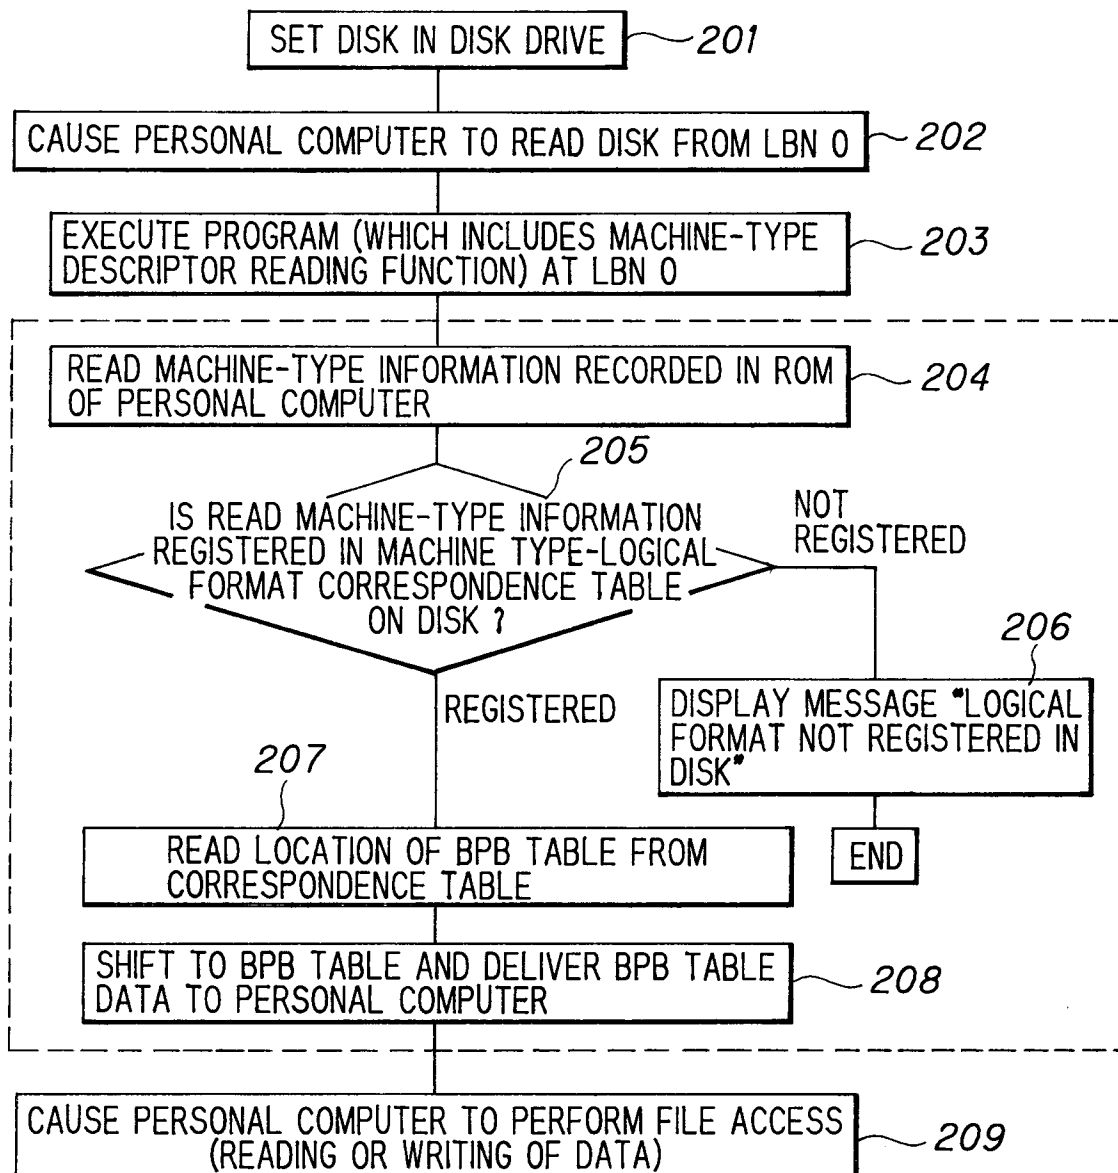 SET DISK IN DISK DRIVE
201
CAUSE PERSONAL COMPUTER TO READ DISK FROM LBN 0
202
EXECUTE PROGRAM (WHICH INCLUDES MACHINE-TYPE
DESCRIPTOR READING FUNCTION) AT LBN 0
203
READ MACHINE-TYPE INFORMATION RECORDED IN ROM
OF PERSONAL COMPUTER
204
205
IS READ MACHINE-TYPE INFORMATION
REGISTERED IN MACHINE TYPE-LOGICAL
FORMAT CORRESPONDENCE TABLE
ON DISK ?
NOT
REGISTERED
206
DISPLAY MESSAGE "LOGICAL
FORMAT NOT REGISTERED IN
DISK"
END
REGISTERED
207
READ LOCATION OF BPB TABLE FROM
CORRESPONDENCE TABLE
SHIFT TO BPB TABLE AND DELIVER BPB TABLE
DATA TO PERSONAL COMPUTER
208
CAUSE PERSONAL COMPUTER TO PERFORM FILE ACCESS
(READING OR WRITING OF DATA)
209